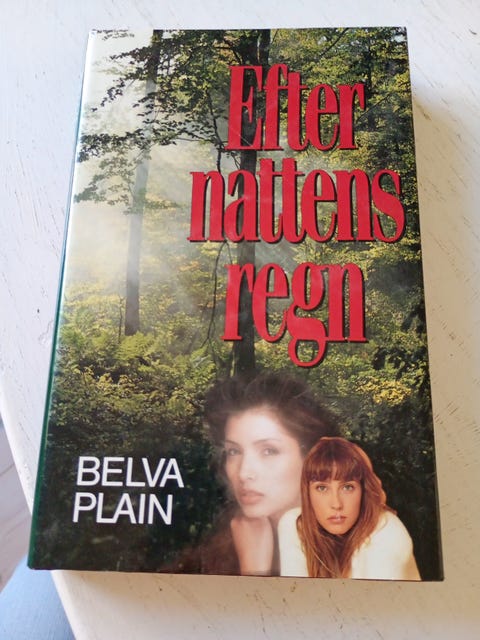 Efter
nattens
regn
BELVA
PLAIN